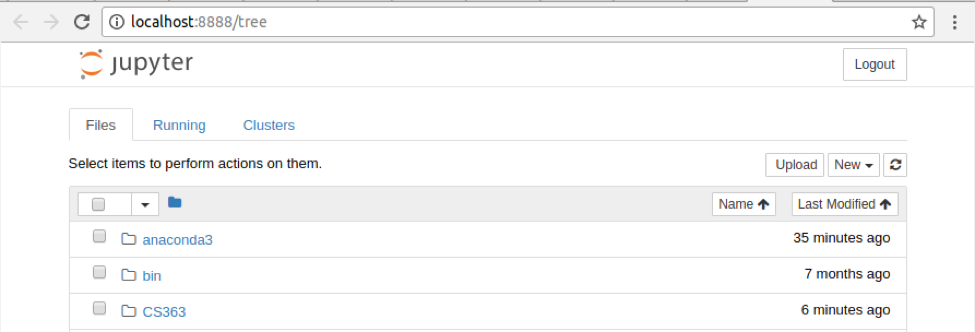 localhost:8888/tree
jupyter
Logout
Files Running Clusters
Select items to perform actions on them.
Upload New
Name Last Modified
anaconda3 35 minutes ago
bin 7 months ago
CS363 6 minutes ago